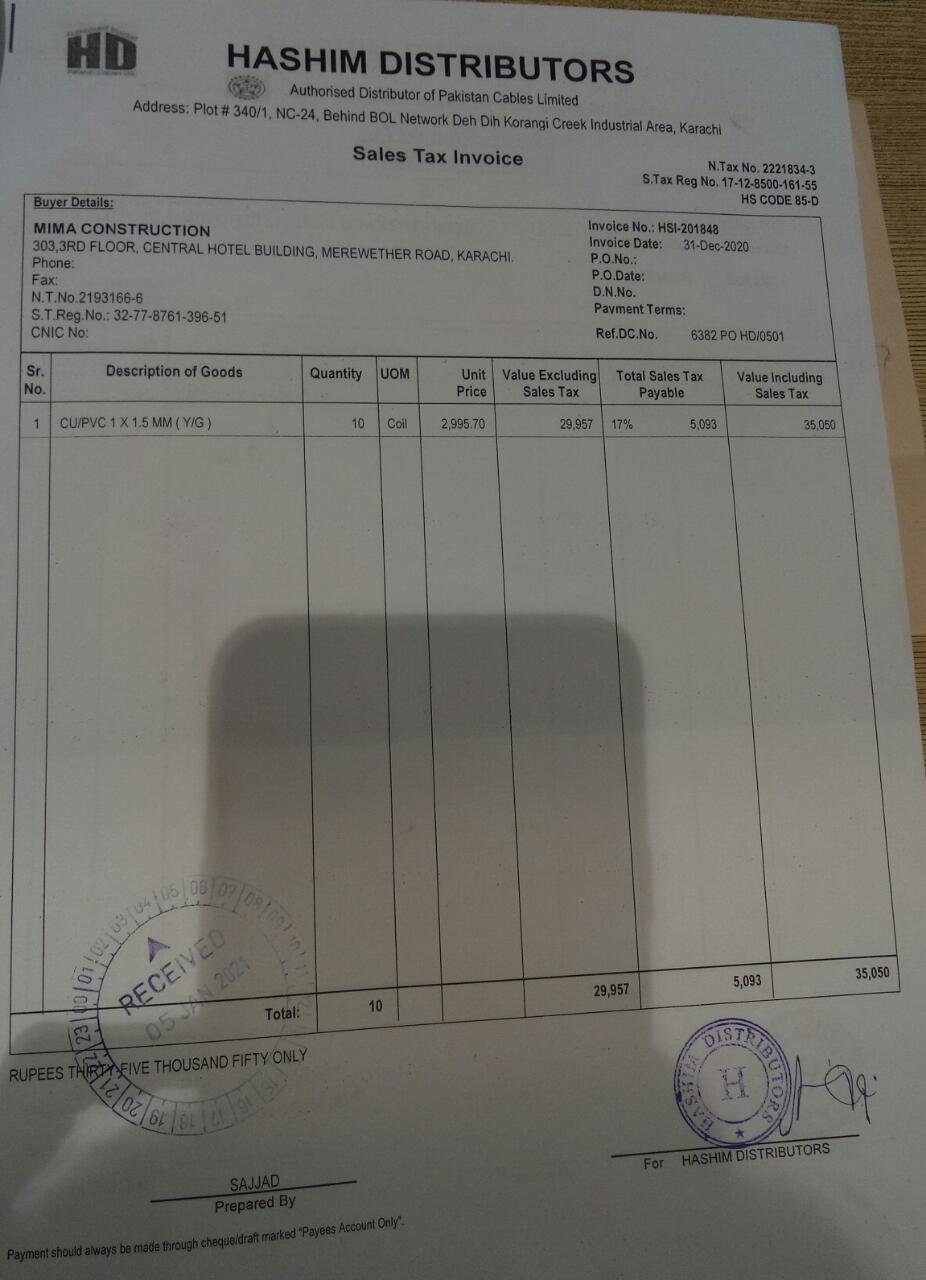 HD
HASHIM DISTRIBUTORS
Authorised Distributor of Pakistan Cables Limited
Address: Plot # 340/1, NC-24, Behind BOL Network Deh Dih Korangi Creek Industrial Area, Karachi
Sales Tax Invoice
N.Tax No. 2221834-3
S.Tax Reg No. 17-12-8500-161-55
HS CODE 85-D
Buyer Details:
MIMA CONSTRUCTION
303,3RD FLOOR, CENTRAL HOTEL BUILDING, MEREWETHER ROAD, KARACHI.
Phone:
Fax:
N.T.No.2193166-6
S.T.Reg.No.: 32-77-8761-396-51
CNIC No:
Invoice No.: HSI-201848
Invoice Date: 31-Dec-2020
P.O.No.:
P.O.Date:
D.N.No.
Payment Terms:
Ref.DC.No. 6382 PO HD/0501
Sr. No. Description of Goods Quantity UOM Unit Price Value Excluding Sales Tax Total Sales Tax Payable Value Including Sales Tax
1 CU/PVC 1 X 1.5 MM ( Y/G ) 10 Coil 2,995.70 29,957 17% 5,093 35,050
Total: 10 29,957 5,093 35,050
RUPEES THIRTY-FIVE THOUSAND FIFTY ONLY
RECEIVED
05 JAN 2021
00 01 02 03 04 05 06 07 08 09 10 11
15 16 17 18 19 20 21 22 23
HASHIM DISTRIBUTORS
H
For HASHIM DISTRIBUTORS
SAJJAD
Prepared By
Payment should always be made through cheque/draft marked "Payees Account Only".